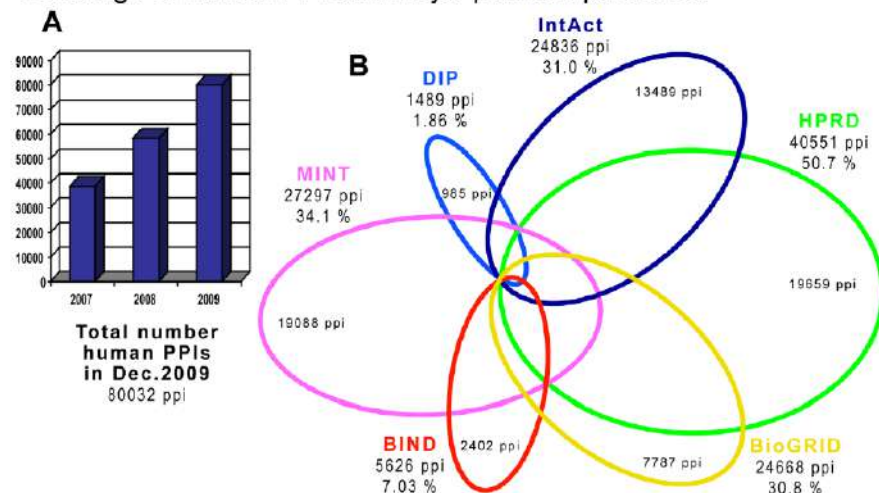 A
90000
80000
70000
60000
50000
40000
30000
20000
10000
0
2007 2008 2009
Total number
human PPIs
in Dec.2009
80032 ppi
B
IntAct
24836 ppi
31.0 %
13489 ppi
DIP
1489 ppi
1.86 %
985 ppi
HPRD
40551 ppi
50.7 %
19659 ppi
MINT
27297 ppi
34.1 %
19088 ppi
BIND
5626 ppi
7.03 %
2402 ppi
BioGRID
24668 ppi
30.8 %
7787 ppi